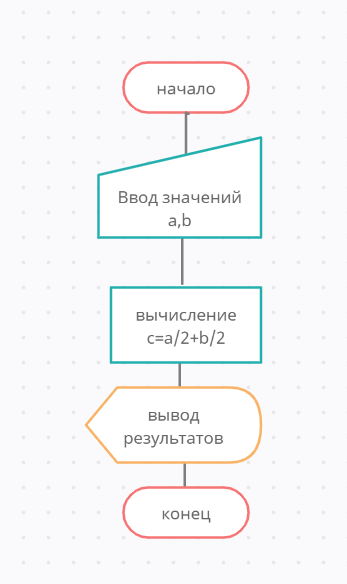 начало
Ввод значений
a,b
вычисление
c=a/2+b/2
вывод
результатов
конец